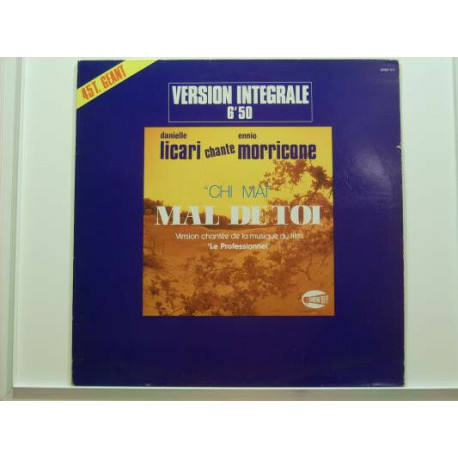 45 T. GEANT
VERSION INTEGRALE
6'50
danielle ennio
licari chante morricone
"CHI MAI"
MAL DE TOI
Version chantée de la musique du film
"Le Professionnel"